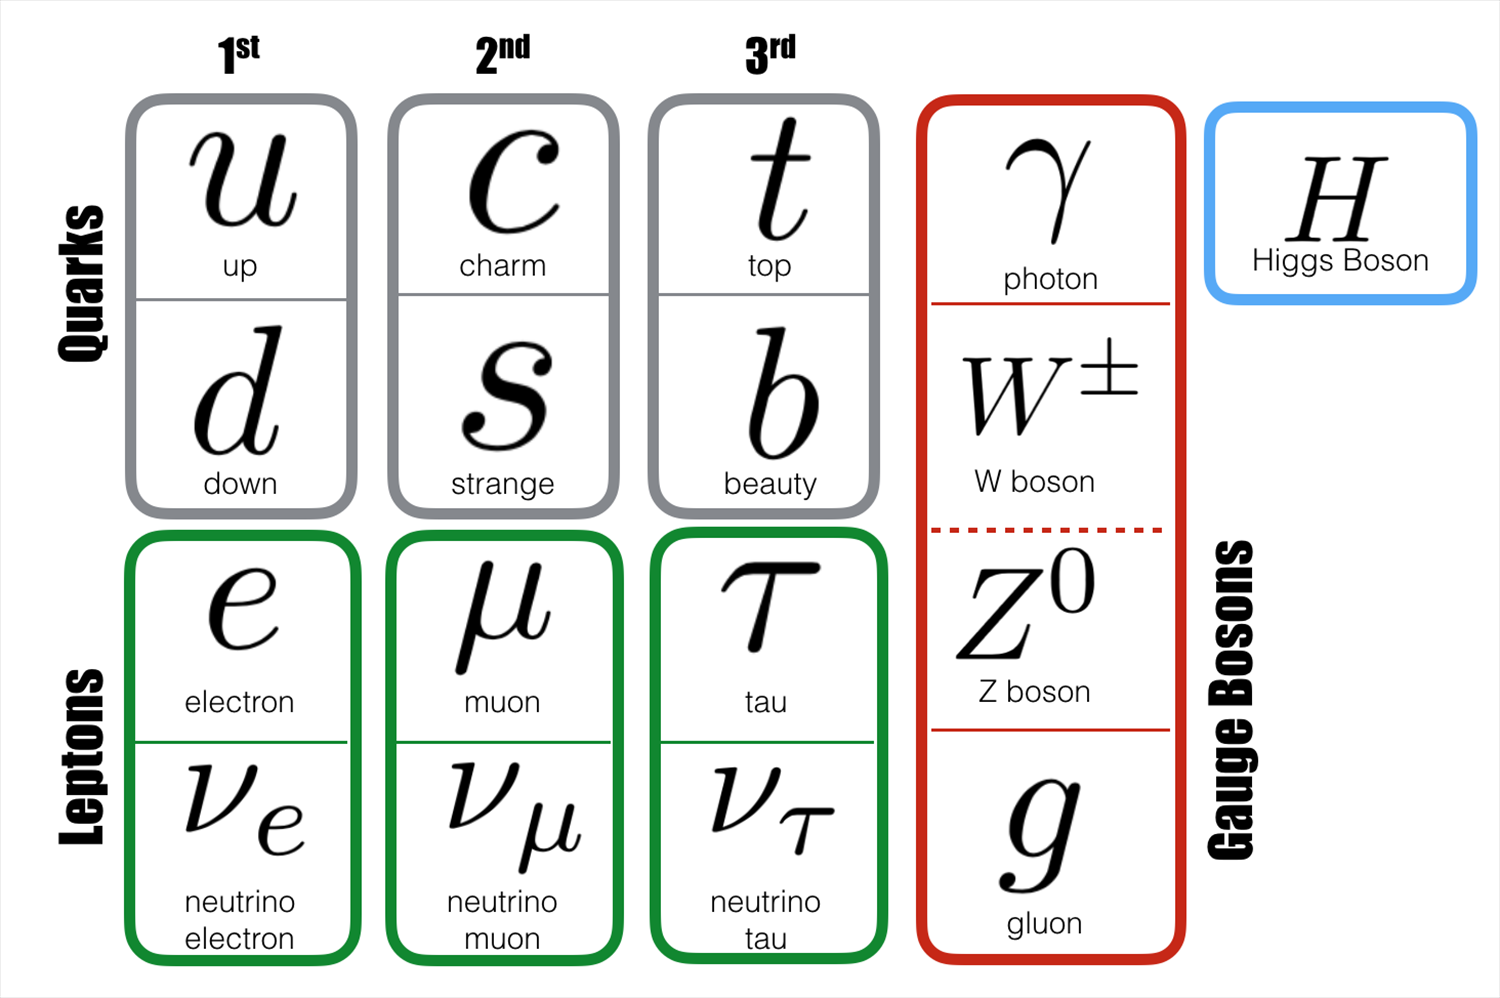 1st
2nd
3rd
Quarks
u
up
c
charm
t
top
d
down
s
strange
b
beauty
Leptons
e
electron
μ
muon
τ
tau
νe
neutrino
electron
νμ
neutrino
muon
ντ
neutrino
tau
γ
photon
W±
W boson
Z0
Z boson
g
gluon
Gauge Bosons
H
Higgs Boson